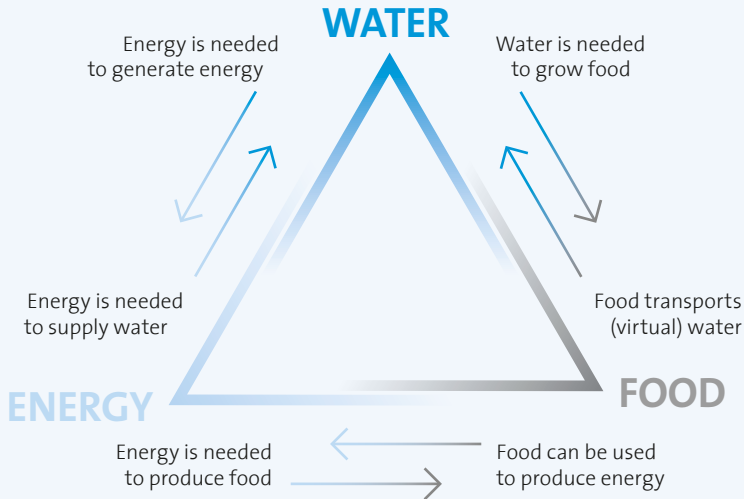 WATER
Energy is needed
to generate energy
Water is needed
to grow food
Energy is needed
to supply water
Food transports
(virtual) water
ENERGY
FOOD
Energy is needed
to produce food
Food can be used
to produce energy